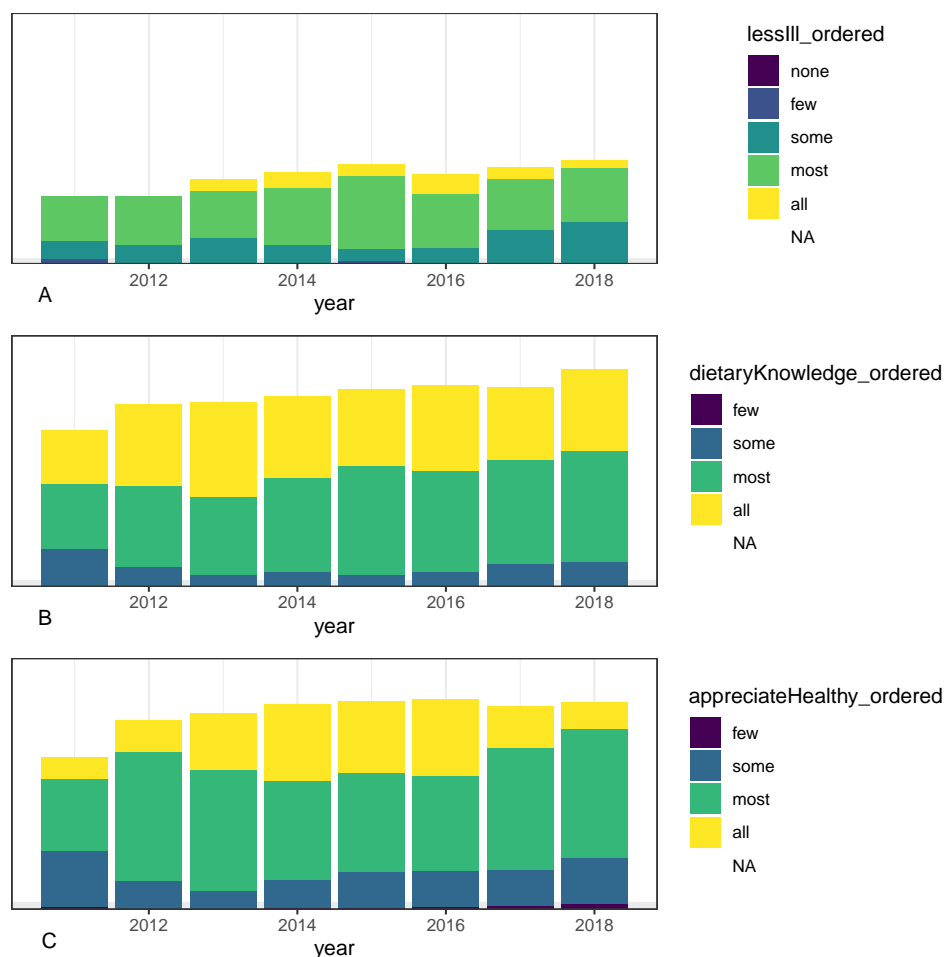 lessIll_ordered
none
few
some
most
all
NA
2012 2014 2016 2018
year
A
dietaryKnowledge_ordered
few
some
most
all
NA
2012 2014 2016 2018
year
B
appreciateHealthy_ordered
few
some
most
all
NA
2012 2014 2016 2018
year
C